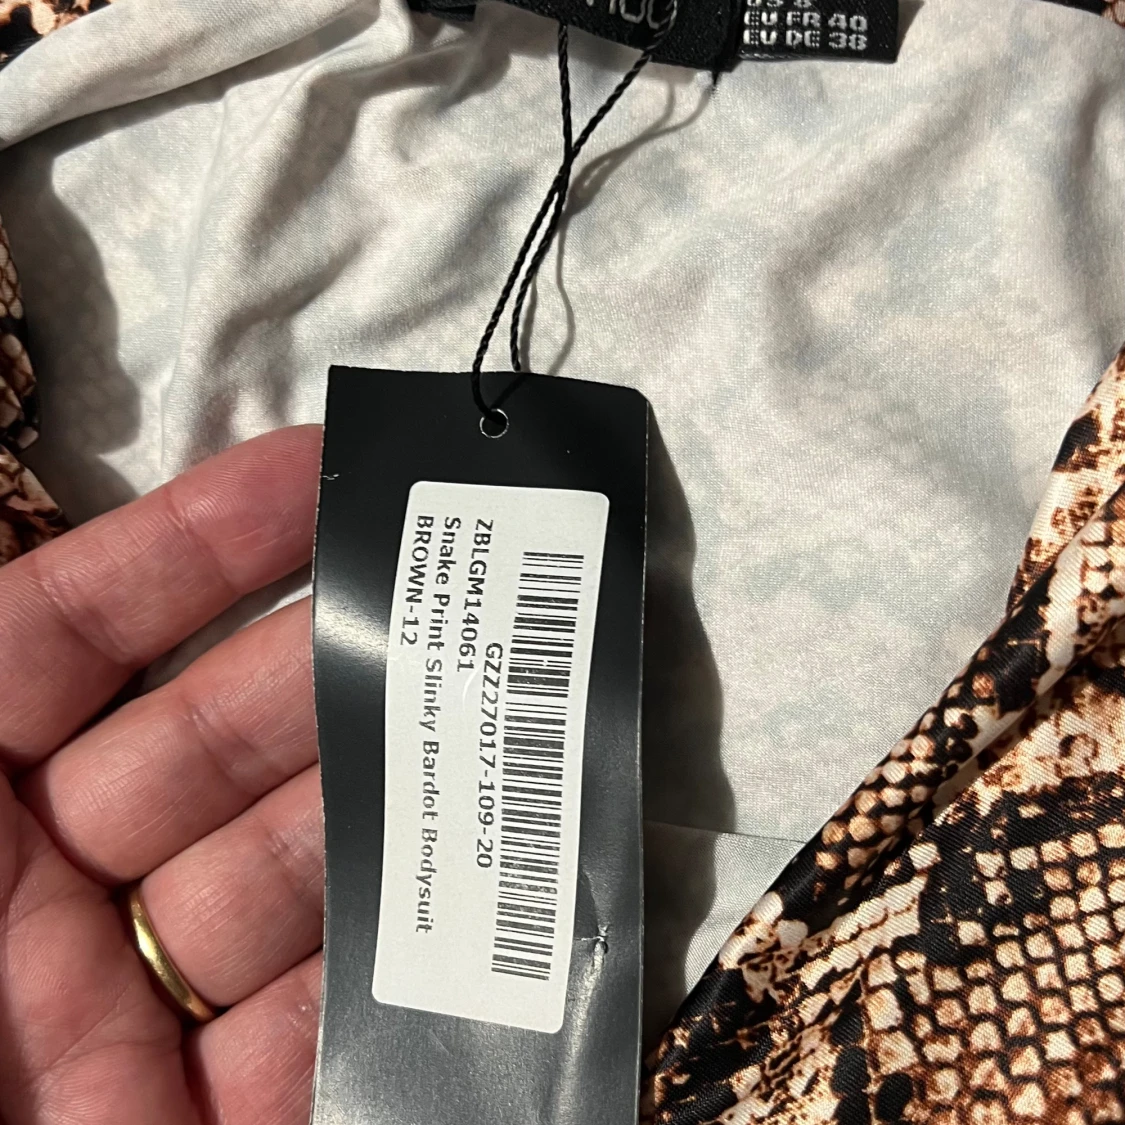 EU FR 40
EU DE 38
GZZ27017-109-20
ZBLGM14061
Snake Print Slinky Bardot Bodysuit
BROWN-12